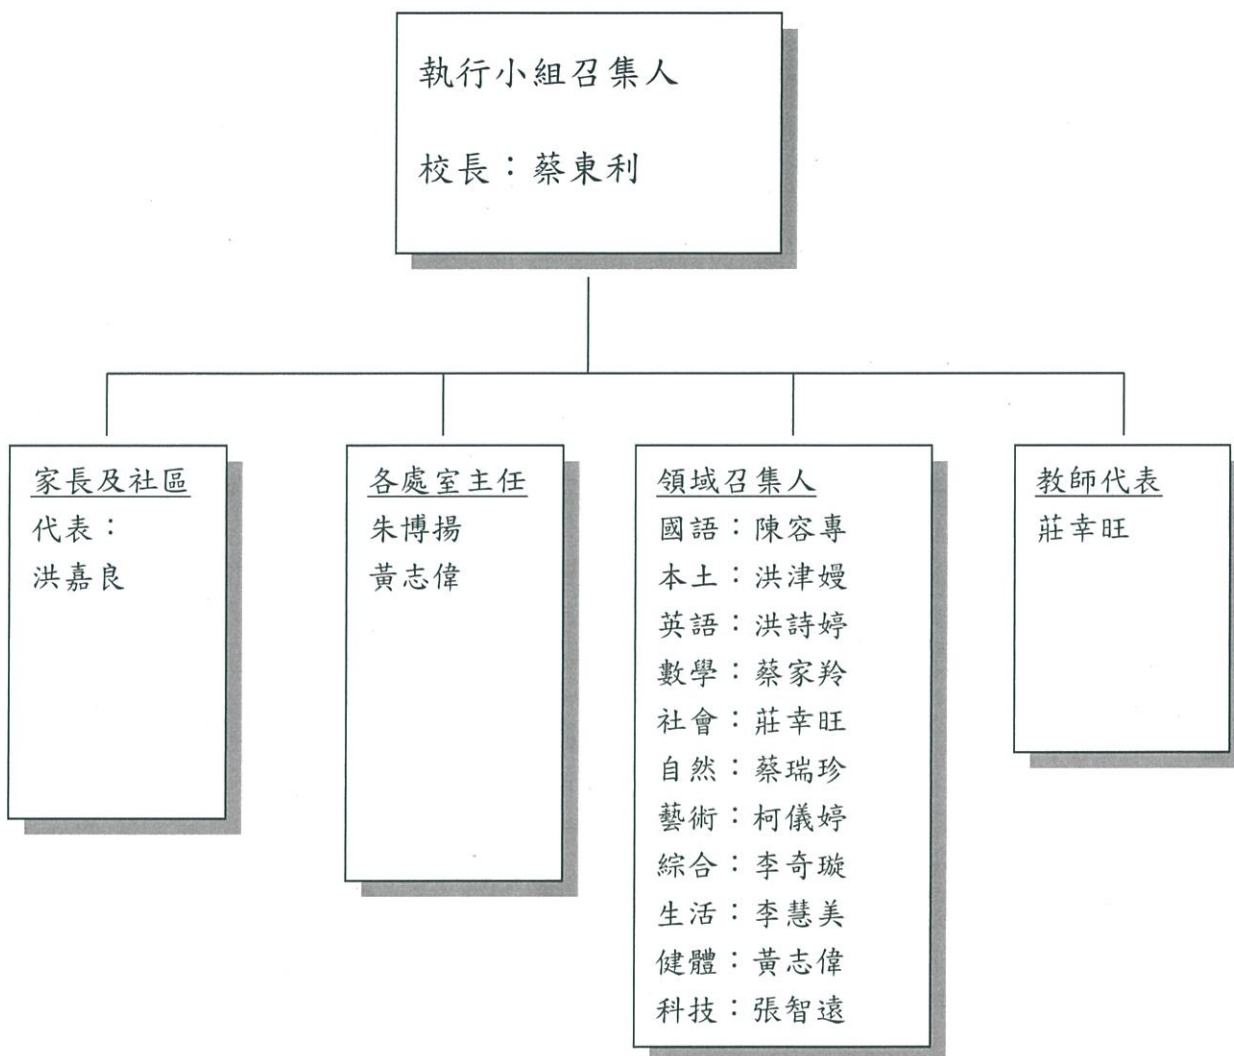 執行小組召集人
校長：蔡東利
家長及社區
代表：
洪嘉良
各處室主任
朱博揚
黃志偉
領域召集人
國語：陳容專
本土：洪津嫚
英語：洪詩婷
數學：蔡家羚
社會：莊幸旺
自然：蔡瑞珍
藝術：柯儀婷
綜合：李奇璇
生活：李慧美
健體：黃志偉
科技：張智遠
教師代表
莊幸旺